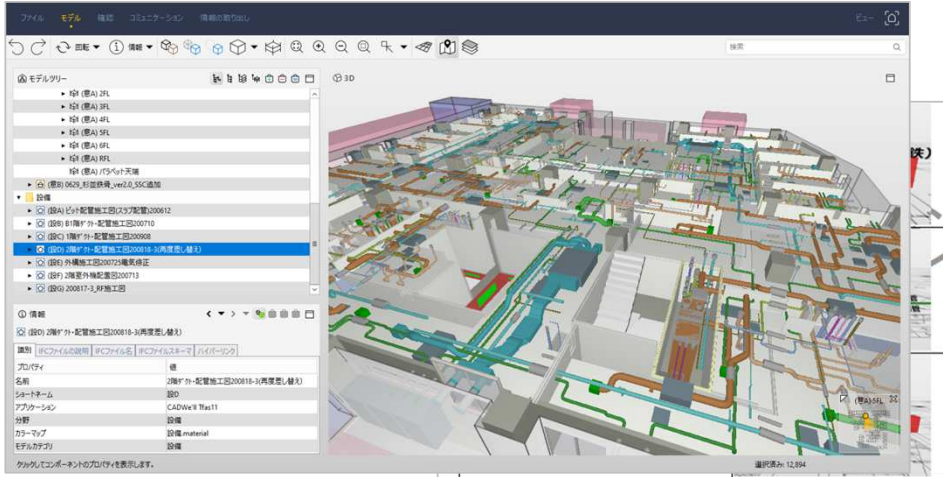 ファイル モデル 確認 コミュニケーション 情報の取り出し ビュー
回転 情報 検索
モデルツリー
(意A) 2FL
(意A) 3FL
(意A) 4FL
(意A) 5FL
(意A) 6FL
(意A) RFL
(意A) パラペット天端
(意B) 0629_杉並鉄骨_ver2.0_SSC追加
設備
(設A) ピット配管施工図(スラブ配管)200612
(設B) B1階ダクト・配管施工図200710
(設C) 1階ダクト・配管施工図200908
(設D) 2階ダクト・配管施工図200818-3(再度差し替え)
(設E) 外構施工図200725電気修正
(設F) 2階室外機配置図200713
(設G) 200817-3_RF施工図
情報
(設D) 2階ダクト・配管施工図200818-3(再度差し替え)
識別 IFCファイルの説明 IFCファイル名 IFCファイルスキーマ ハイパーリンク
プロパティ 値
名前 2階ダクト・配管施工図200818-3(再度差し替え)
ショートネーム 設D
アプリケーション CADWe'll Tfas11
分野 設備
カラーマップ 設備.material
モデルカテゴリ 設備
クリックしてコンポーネントのプロパティを表示します。
3D
(意A)-5FL
選択済み: 12,894
鉄)